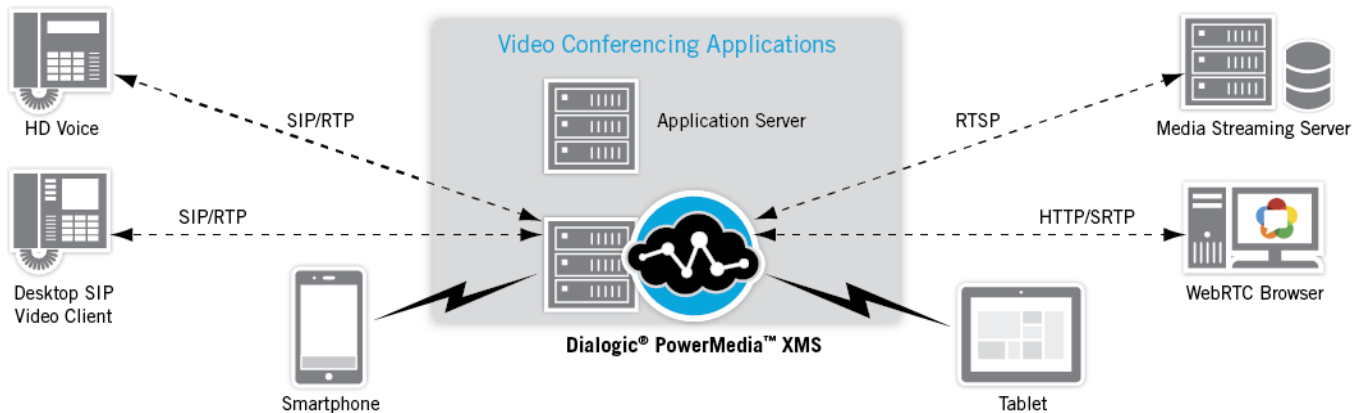 Video Conferencing Applications
HD Voice
SIP/RTP
Application Server
RTSP
Media Streaming Server
SIP/RTP
HTTP/SRTP
Desktop SIP
Video Client
WebRTC Browser
Dialogic® PowerMedia™ XMS
Smartphone
Tablet